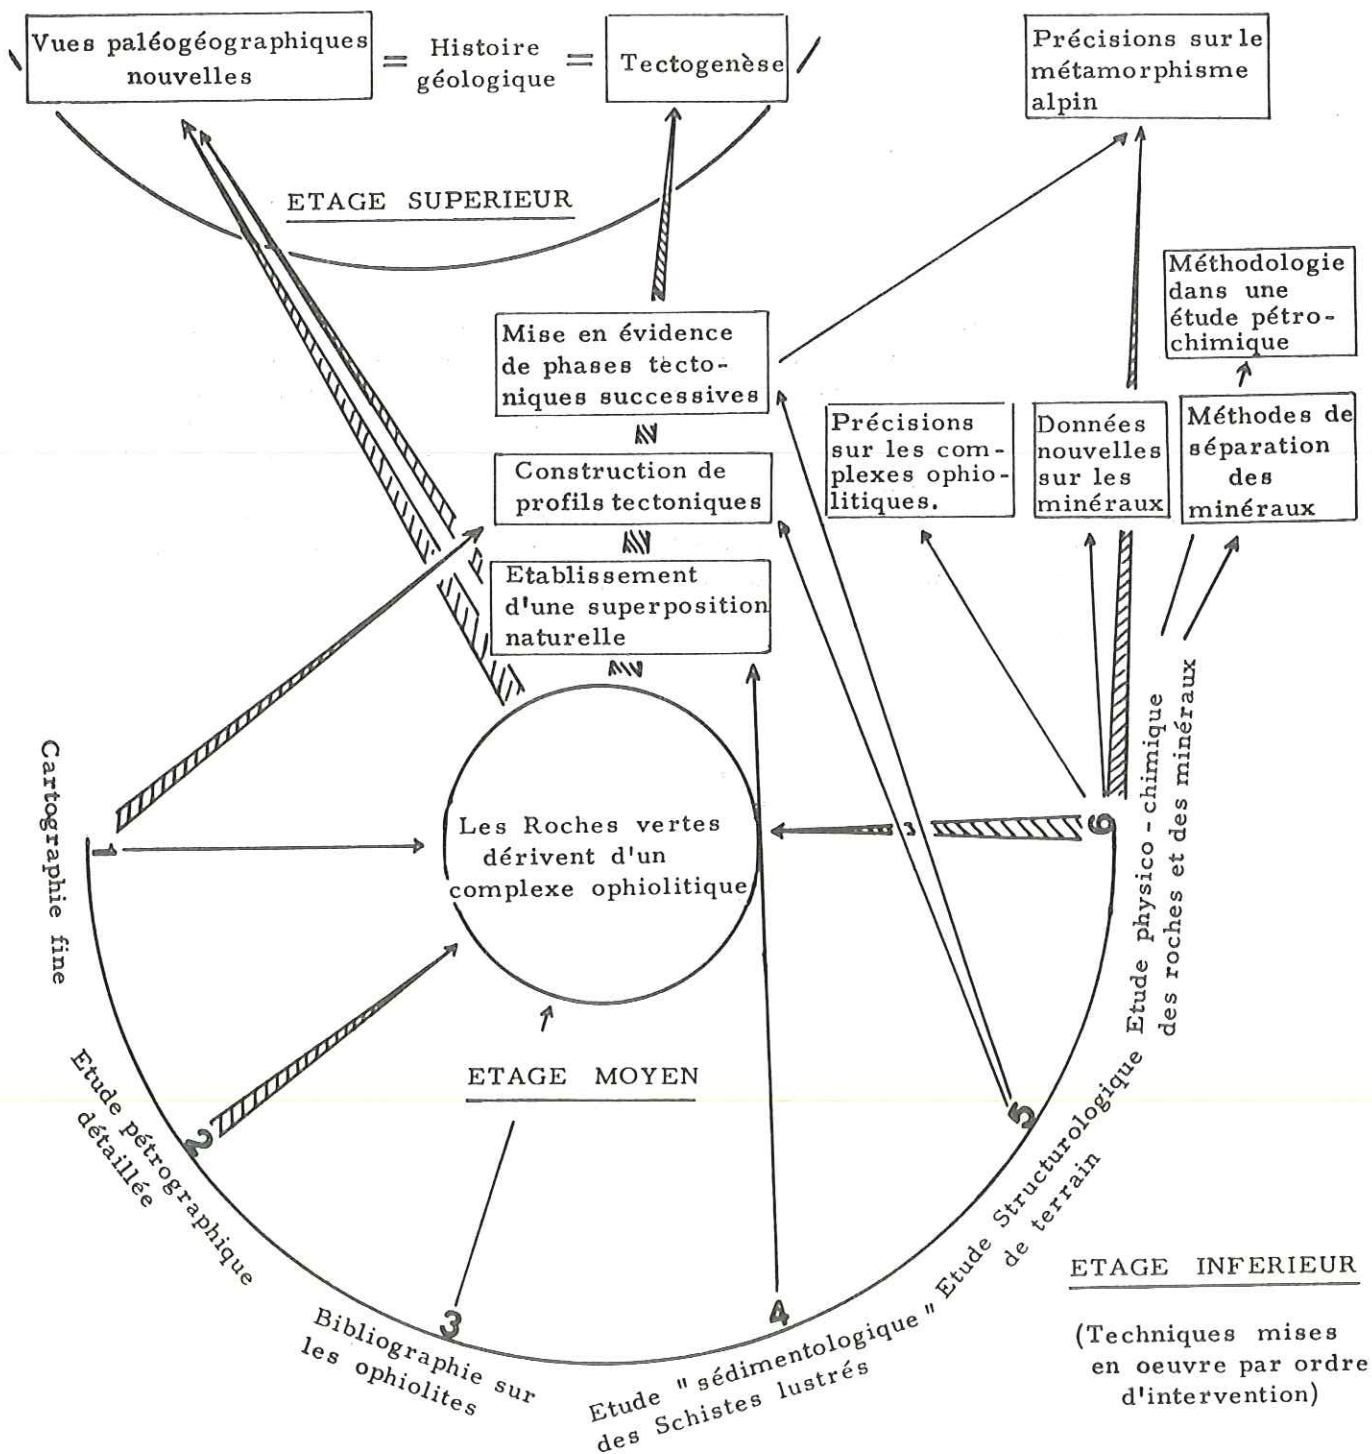 Vues paléogéographiques
nouvelles
= Histoire =
géologique
Tectogenèse
Précisions sur le
métamorphisme
alpin
ETAGE SUPERIEUR
Méthodologie
dans une
étude pétro-
chimique
Mise en évidence
de phases tecto-
niques successives
Précisions
sur les com-
plexes ophio-
litiques.
Données
nouvelles
sur les
minéraux
Méthodes de
séparation
des
minéraux
Construction de
profils tectoniques
Etablissement
d'une superposition
naturelle
Les Roches vertes
dérivent d'un
complexe ophiolitique
ETAGE MOYEN
1
Cartographie fine
2
Etude pétrographique
détaillée
3
Bibliographie sur
les ophiolites
4
Etude "sédimentologique"
des Schistes lustrés
5
Etude Structurologique
de terrain
6
Etude physico-chimique
des roches et des minéraux
3
ETAGE INFERIEUR
(Techniques mises
en oeuvre par ordre
d'intervention)